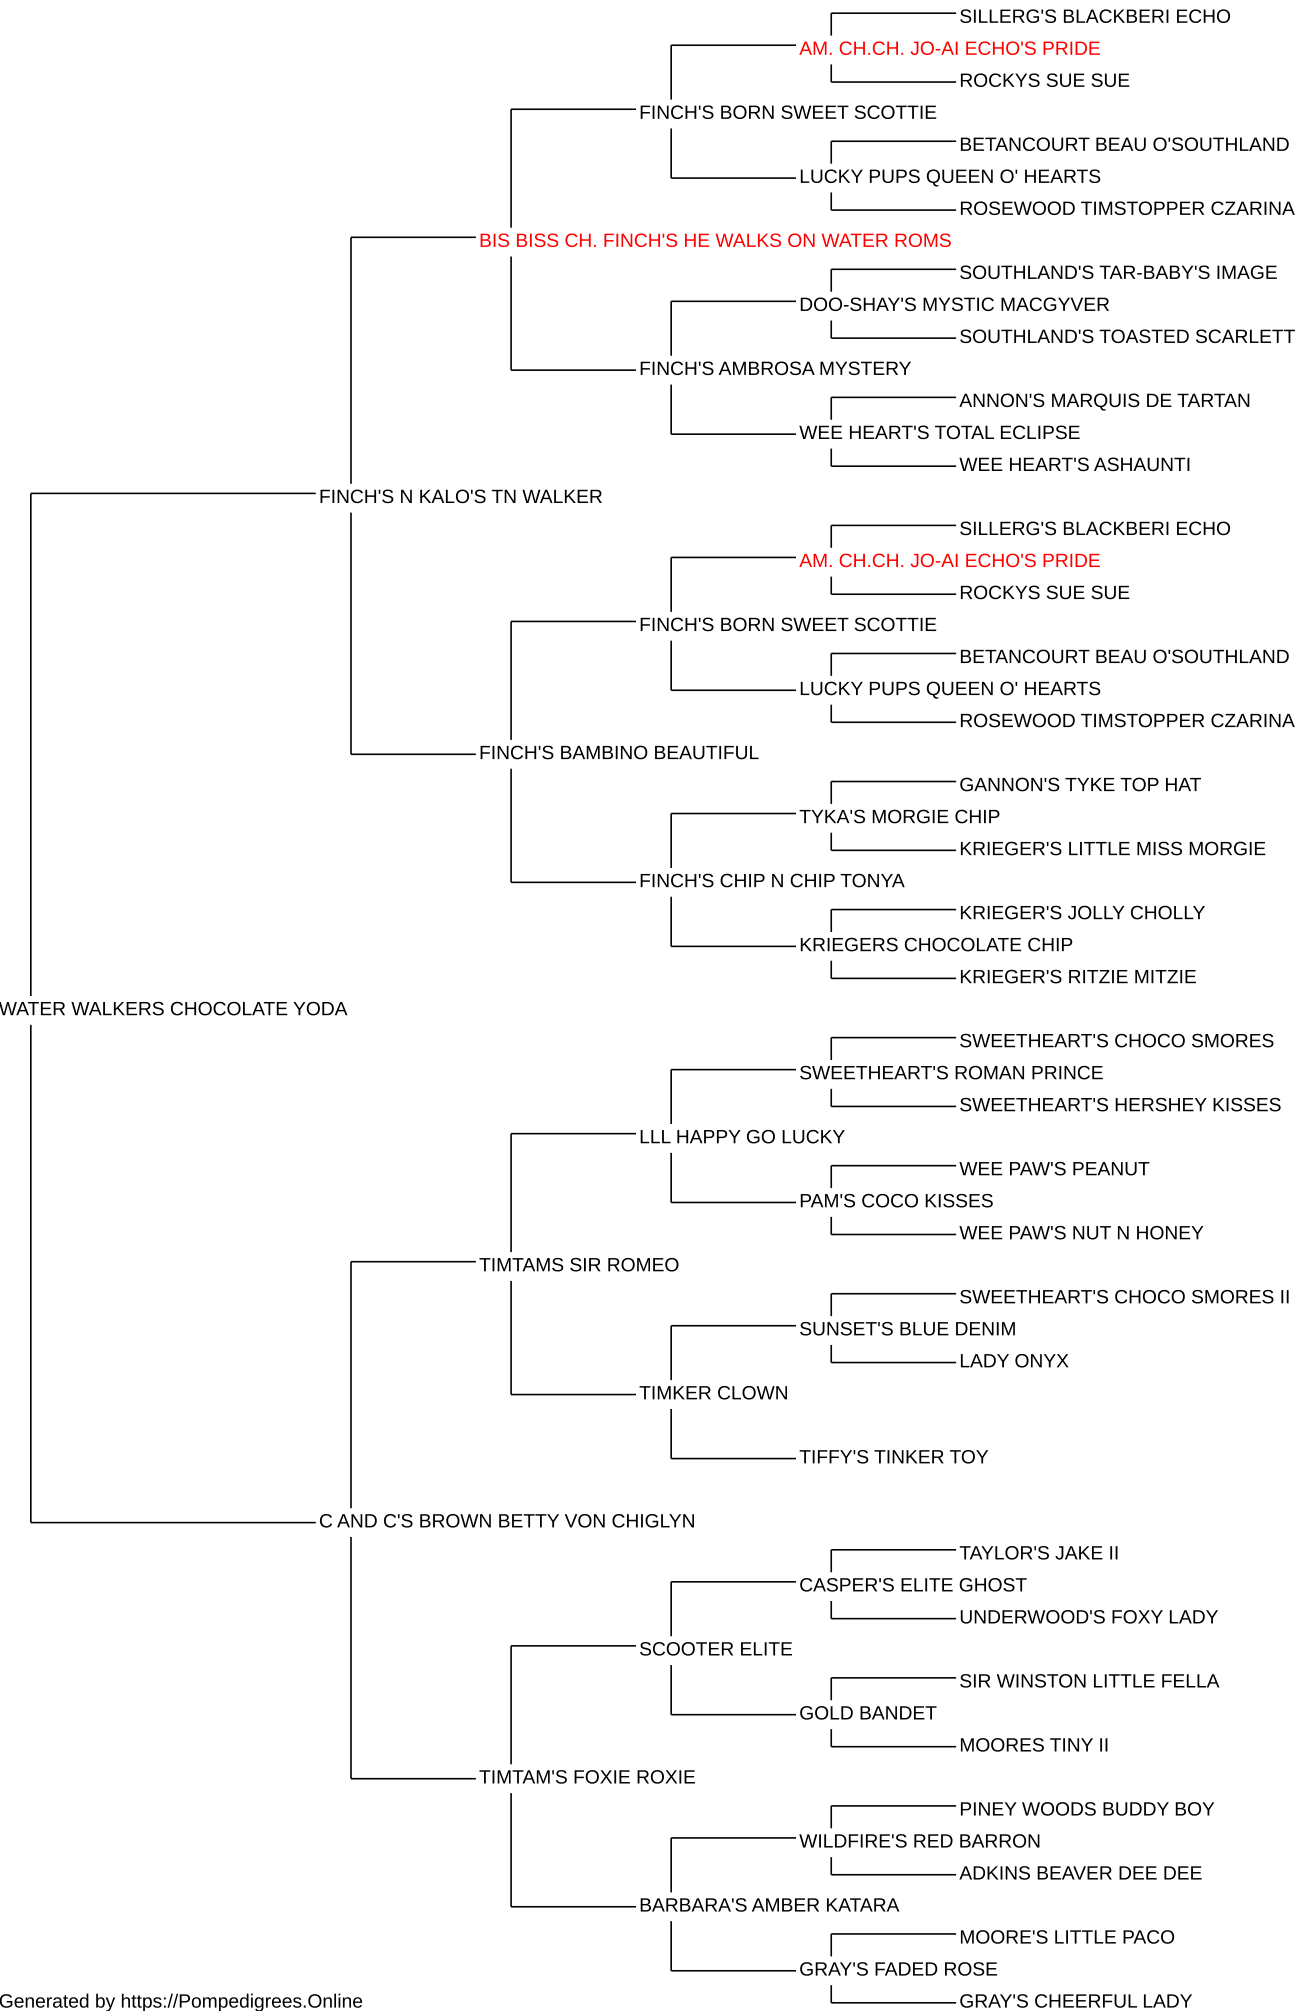 SILLERG'S BLACKBERI ECHO
AM. CH.CH. JO-AI ECHO'S PRIDE
ROCKYS SUE SUE
FINCH'S BORN SWEET SCOTTIE
BETANCOURT BEAU O'SOUTHLAND
LUCKY PUPS QUEEN O' HEARTS
ROSEWOOD TIMSTOPPER CZARINA
BIS BISS CH. FINCH'S HE WALKS ON WATER ROMS
SOUTHLAND'S TAR-BABY'S IMAGE
DOO-SHAY'S MYSTIC MACGYVER
SOUTHLAND'S TOASTED SCARLETT
FINCH'S AMBROSA MYSTERY
ANNON'S MARQUIS DE TARTAN
WEE HEART'S TOTAL ECLIPSE
WEE HEART'S ASHAUNTI
FINCH'S N KALO'S TN WALKER
SILLERG'S BLACKBERI ECHO
AM. CH.CH. JO-AI ECHO'S PRIDE
ROCKYS SUE SUE
FINCH'S BORN SWEET SCOTTIE
BETANCOURT BEAU O'SOUTHLAND
LUCKY PUPS QUEEN O' HEARTS
ROSEWOOD TIMSTOPPER CZARINA
FINCH'S BAMBINO BEAUTIFUL
GANNON'S TYKE TOP HAT
TYKA'S MORGIE CHIP
KRIEGER'S LITTLE MISS MORGIE
FINCH'S CHIP N CHIP TONYA
KRIEGER'S JOLLY CHOLLY
KRIEGERS CHOCOLATE CHIP
KRIEGER'S RITZIE MITZIE
WATER WALKERS CHOCOLATE YODA
SWEETHEART'S CHOCO SMORES
SWEETHEART'S ROMAN PRINCE
SWEETHEART'S HERSHEY KISSES
LLL HAPPY GO LUCKY
WEE PAW'S PEANUT
PAM'S COCO KISSES
WEE PAW'S NUT N HONEY
TIMTAMS SIR ROMEO
SWEETHEART'S CHOCO SMORES II
SUNSET'S BLUE DENIM
LADY ONYX
TIMKER CLOWN
TIFFY'S TINKER TOY
C AND C'S BROWN BETTY VON CHIGLYN
TAYLOR'S JAKE II
CASPER'S ELITE GHOST
UNDERWOOD'S FOXY LADY
SCOOTER ELITE
SIR WINSTON LITTLE FELLA
GOLD BANDET
MOORES TINY II
TIMTAM'S FOXIE ROXIE
PINEY WOODS BUDDY BOY
WILDFIRE'S RED BARRON
ADKINS BEAVER DEE DEE
BARBARA'S AMBER KATARA
MOORE'S LITTLE PACO
GRAY'S FADED ROSE
GRAY'S CHEERFUL LADY
Generated by https://Pompedigrees.Online